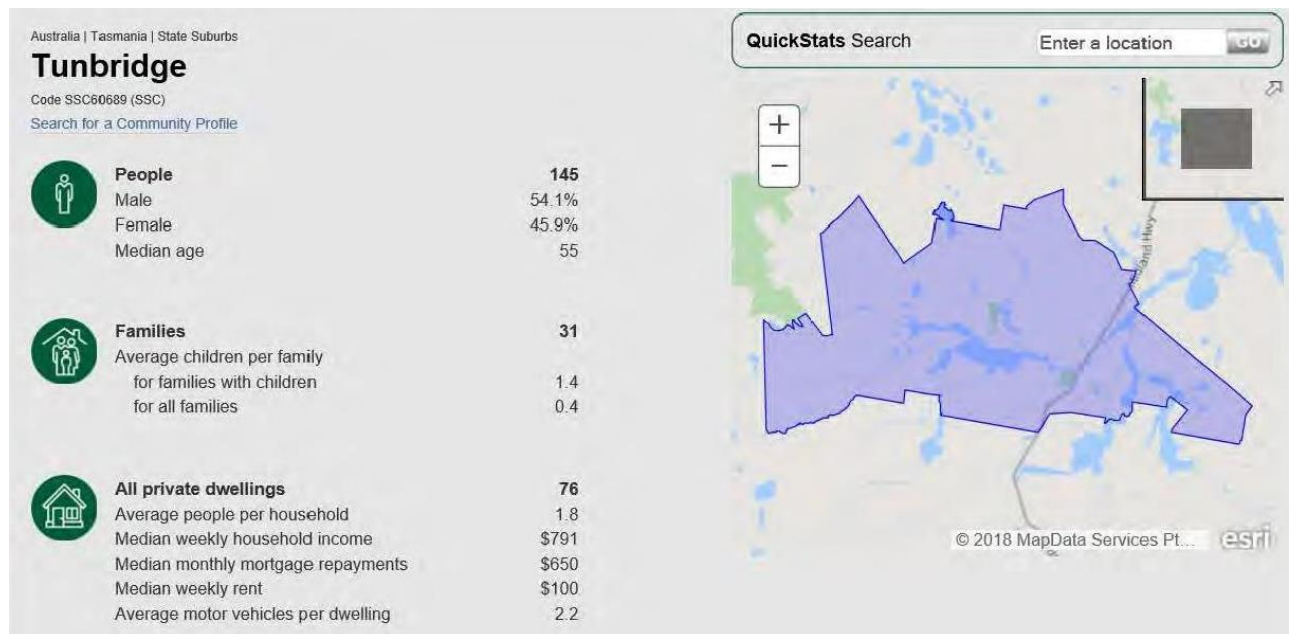 Australia | Tasmania | State Suburbs
Tunbridge
Code SSC60689 (SSC)
Search for a Community Profile
People 145
Male 54.1%
Female 45.9%
Median age 55
Families 31
Average children per family
for families with children 1.4
for all families 0.4
All private dwellings 76
Average people per household 1.8
Median weekly household income $791
Median monthly mortgage repayments $650
Median weekly rent $100
Average motor vehicles per dwelling 2.2
QuickStats Search Enter a location GO
+
−
Hwy
© 2018 MapData Services Pt...
esri